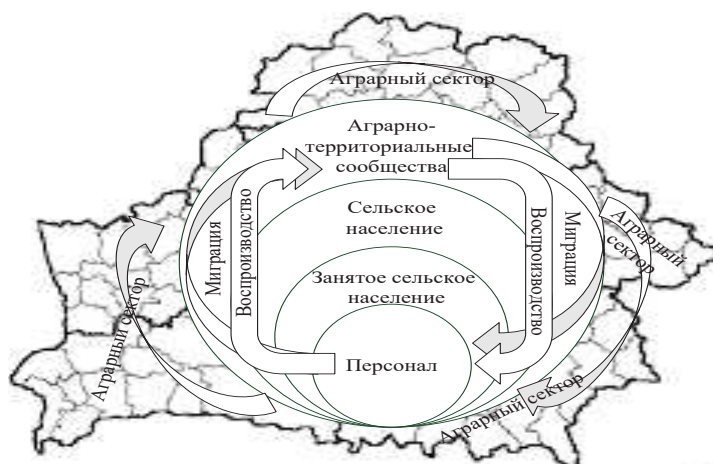 Аграрный сектор
Аграрно-
территориальные
сообщества
Сельское
население
Занятое сельское
население
Персонал
Миграция
Воспроизводство
Воспроизводство
Миграция
Аграрный
сектор
Аграрный сектор
Аграрный сектор